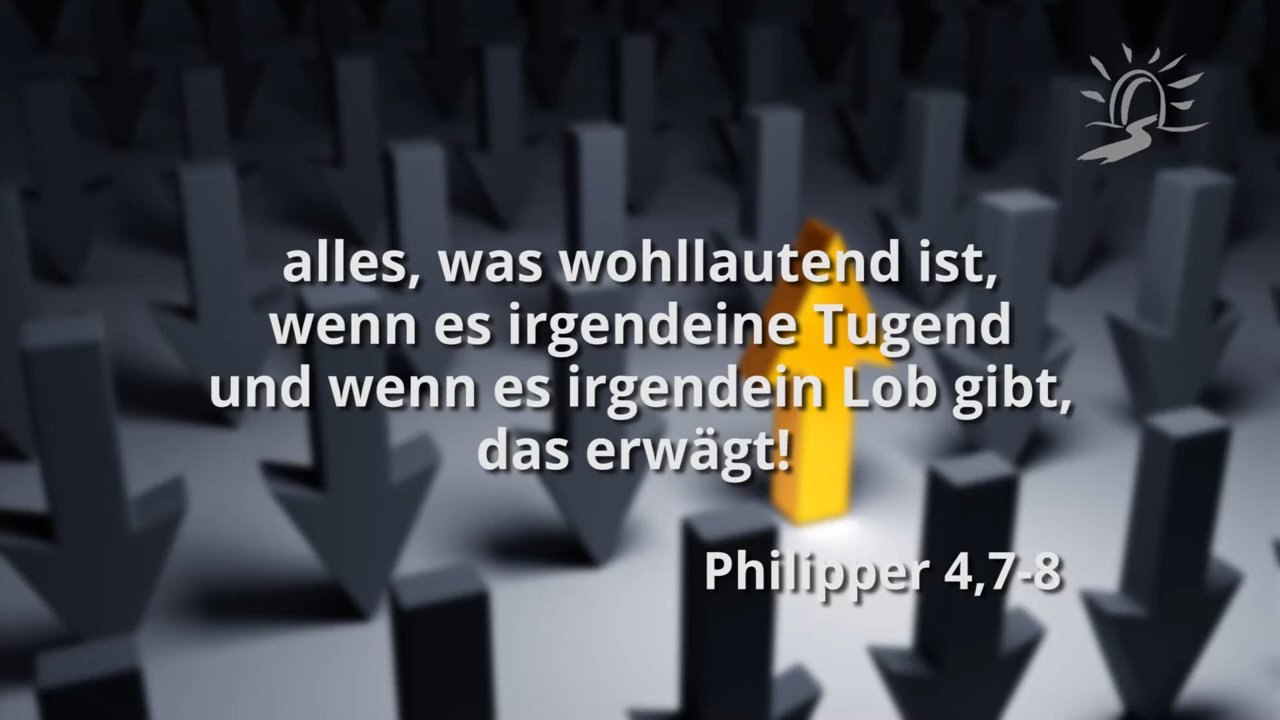 alles, was wohllautend ist,
wenn es irgendeine Tugend
und wenn es irgendein Lob gibt,
das erwägt!
Philipper 4,7-8